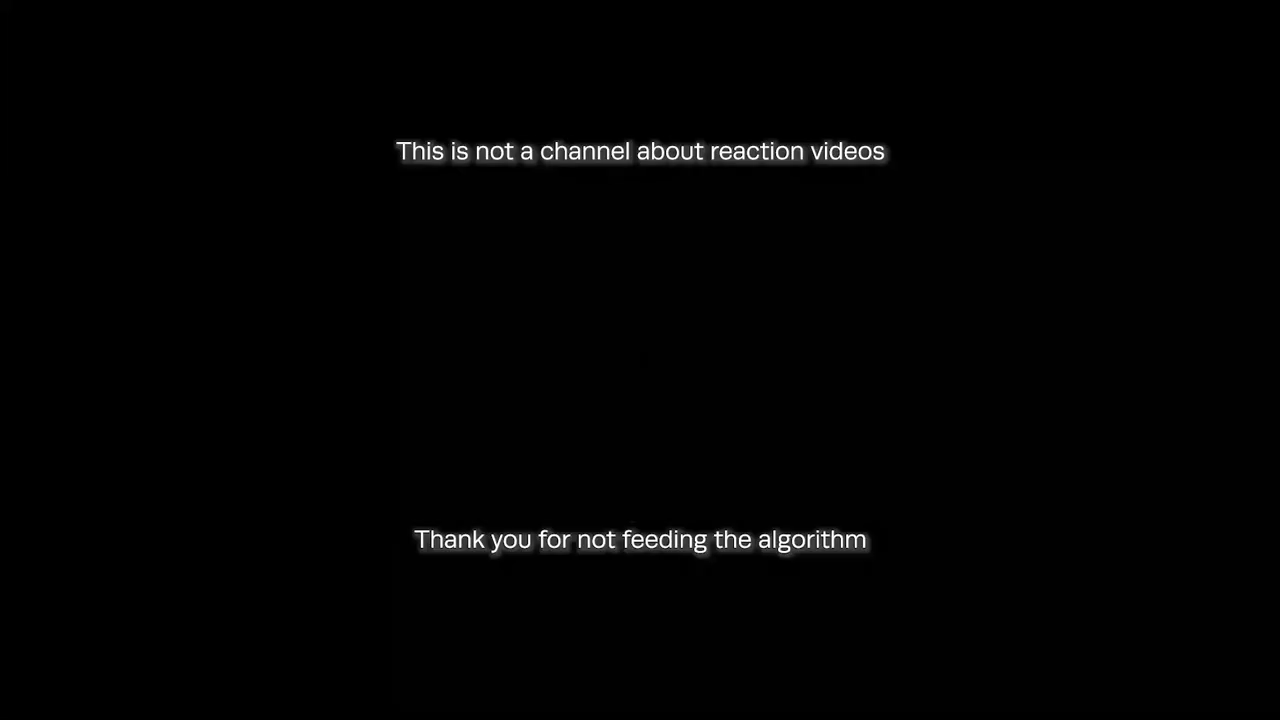 This is not a channel about reaction videos
Thank you for not feeding the algorithm